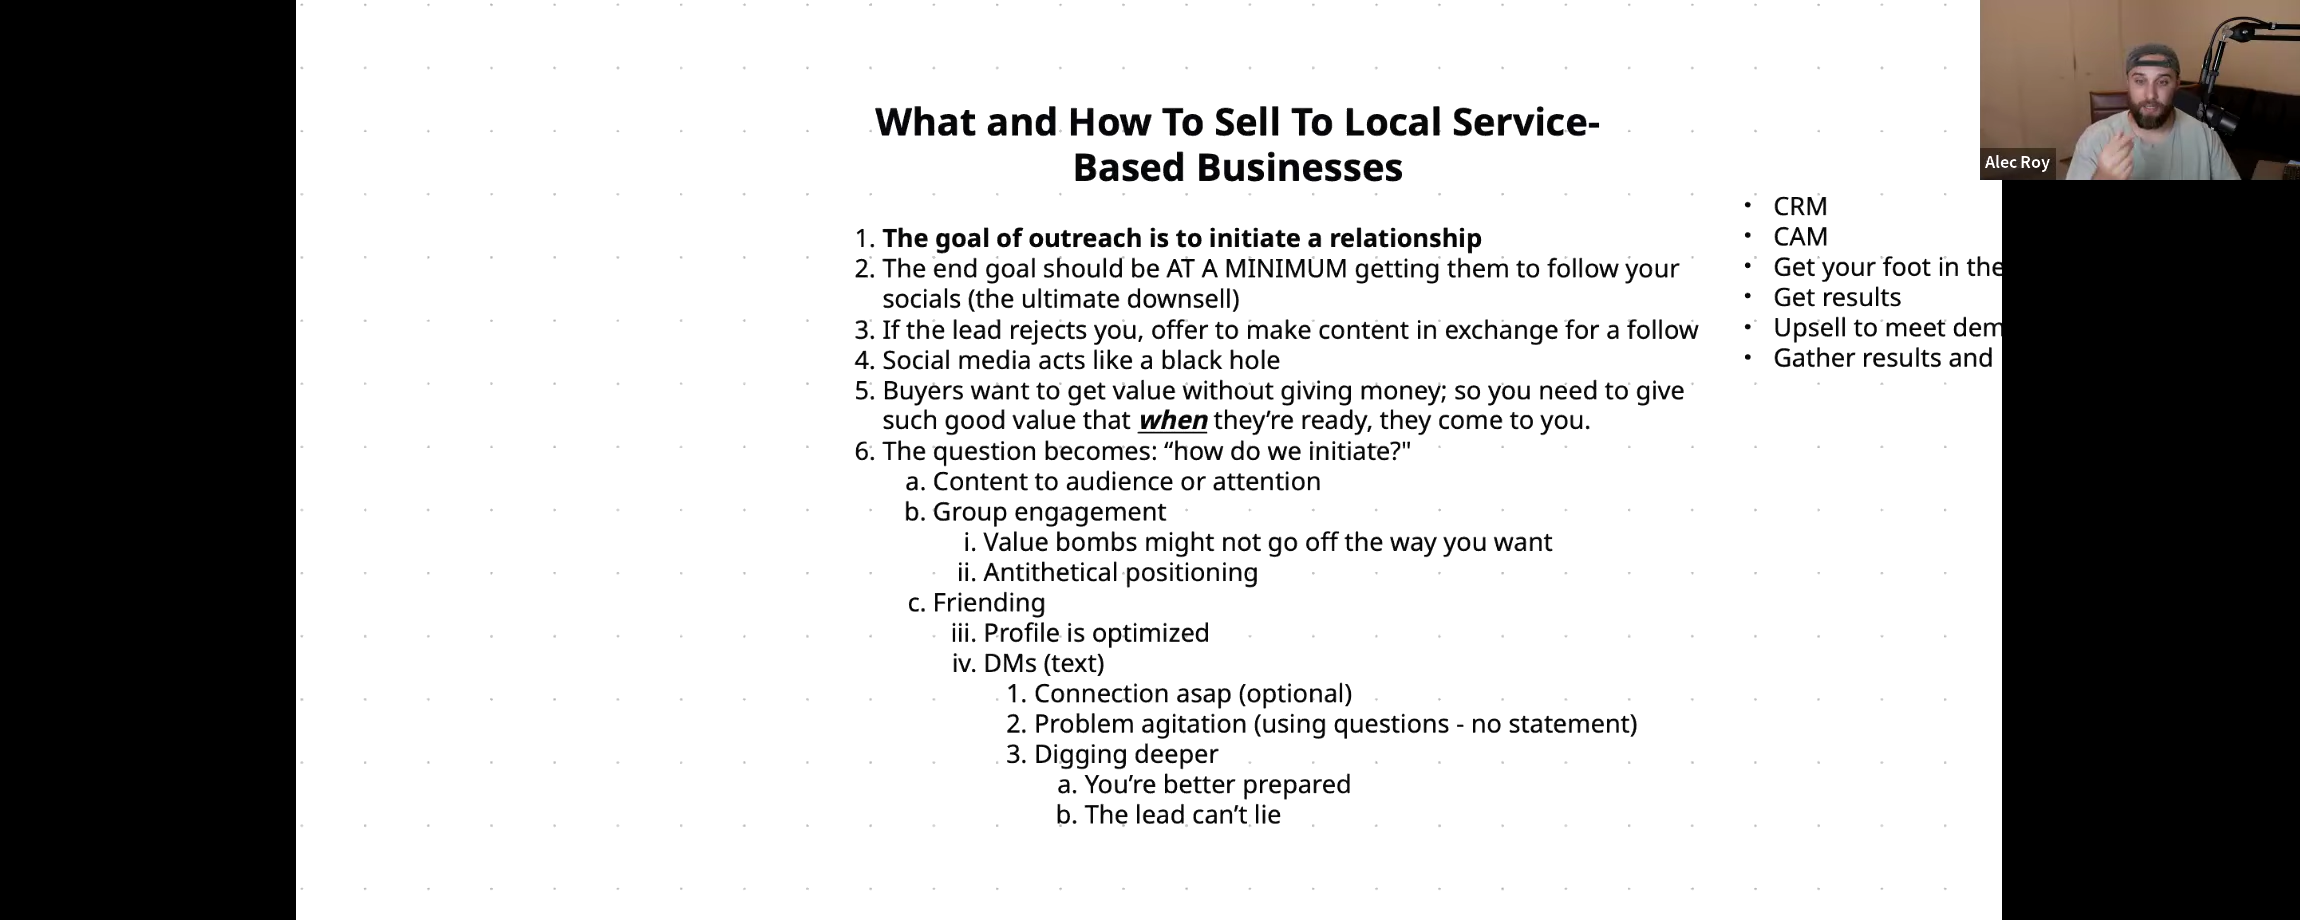 What and How To Sell To Local Service-
Based Businesses
1. The goal of outreach is to initiate a relationship
2. The end goal should be AT A MINIMUM getting them to follow your
socials (the ultimate downsell)
3. If the lead rejects you, offer to make content in exchange for a follow
4. Social media acts like a black hole
5. Buyers want to get value without giving money; so you need to give
such good value that when they’re ready, they come to you.
6. The question becomes: “how do we initiate?"
a. Content to audience or attention
b. Group engagement
i. Value bombs might not go off the way you want
ii. Antithetical positioning
c. Friending
iii. Profile is optimized
iv. DMs (text)
1. Connection asap (optional)
2. Problem agitation (using questions - no statement)
3. Digging deeper
a. You’re better prepared
b. The lead can’t lie
• CRM
• CAM
• Get your foot in the
• Get results
• Upsell to meet dem
• Gather results and
Alec Roy